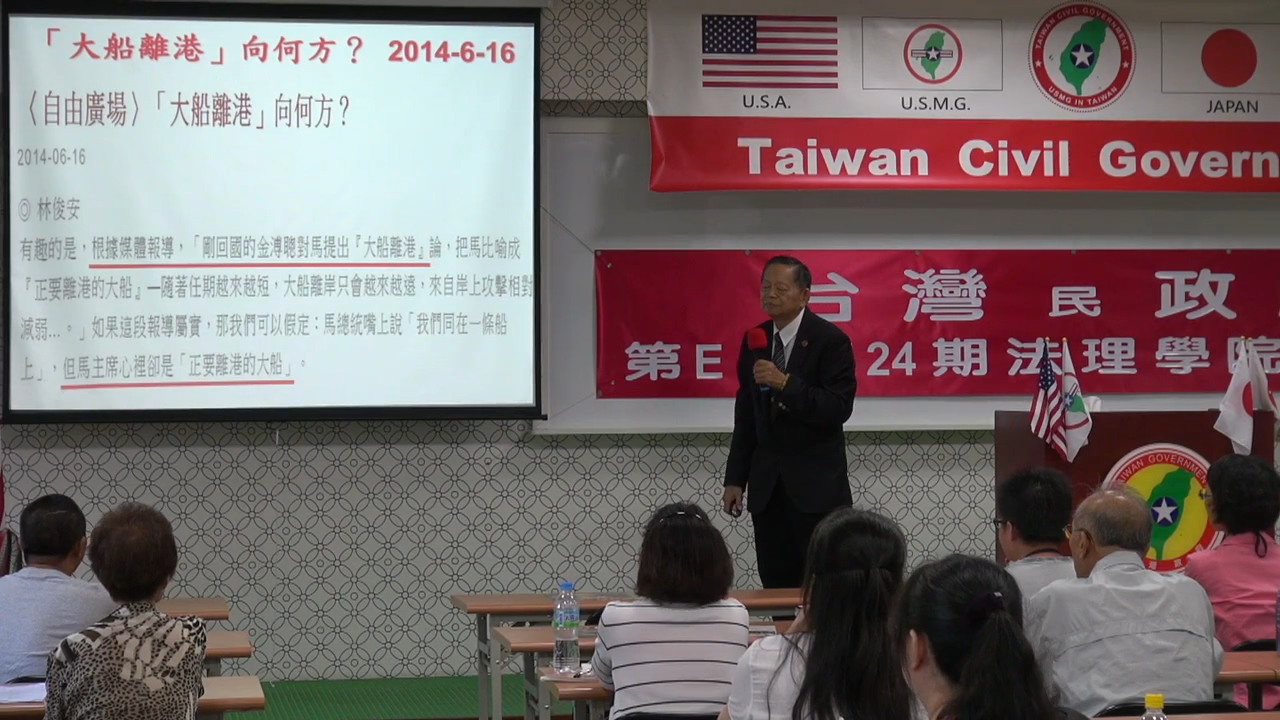 「大船離港」向何方？ 2014-6-16
〈自由廣場〉「大船離港」向何方？
2014-06-16
◎ 林俊安
有趣的是，根據媒體報導，「剛回國的金溥聰對馬提出『大船離港』論，把馬比喻成
『正要離港的大船』—隨著任期越來越短，大船離岸只會越來越遠，來自岸上攻擊相對
減弱...。」如果這段報導屬實，那我們可以假定：馬總統嘴上說「我們同在一條船
上」，但馬主席心裡卻是「正要離港的大船」。
U.S.A.
U.S.M.G.
TAIWAN CIVIL GOVERNMENT
USMG IN TAIWAN
JAPAN
Taiwan Civil Govern
台灣民政
第E 24期法理學院
TAIWAN GOVERNMENT